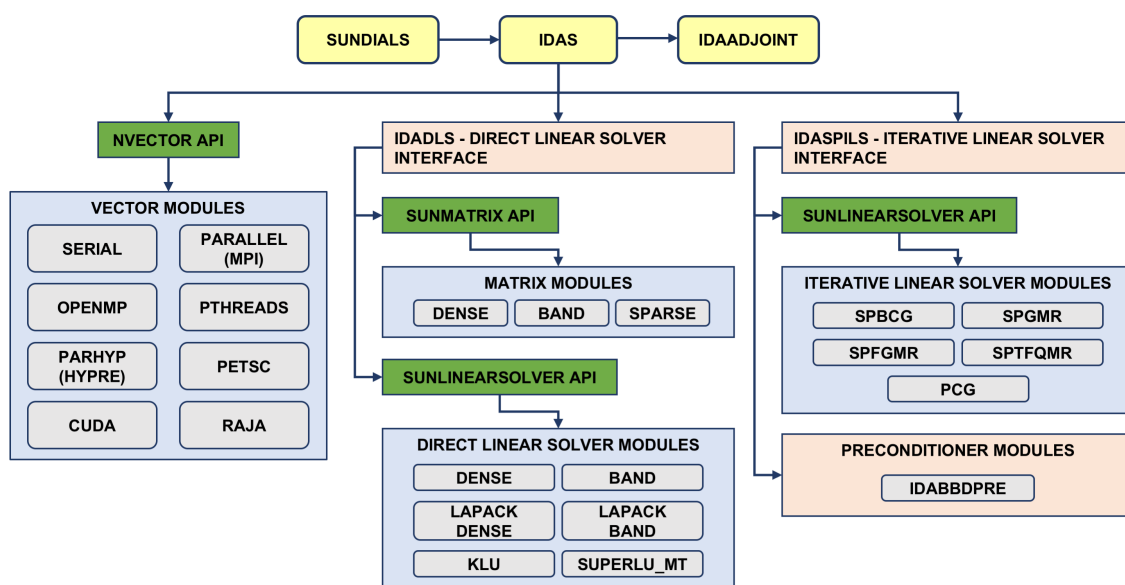 SUNDIALS
IDAS
IDAADJOINT
NVECTOR API
VECTOR MODULES
SERIAL
PARALLEL
(MPI)
OPENMP
PTHREADS
PARHYP
(HYPRE)
PETSC
CUDA
RAJA
IDADLS - DIRECT LINEAR SOLVER
INTERFACE
SUNMATRIX API
MATRIX MODULES
DENSE
BAND
SPARSE
SUNLINEARSOLVER API
DIRECT LINEAR SOLVER MODULES
DENSE
BAND
LAPACK
DENSE
LAPACK
BAND
KLU
SUPERLU_MT
IDASPILS - ITERATIVE LINEAR SOLVER
INTERFACE
SUNLINEARSOLVER API
ITERATIVE LINEAR SOLVER MODULES
SPBCG
SPGMR
SPFGMR
SPTFQMR
PCG
PRECONDITIONER MODULES
IDABBDPRE